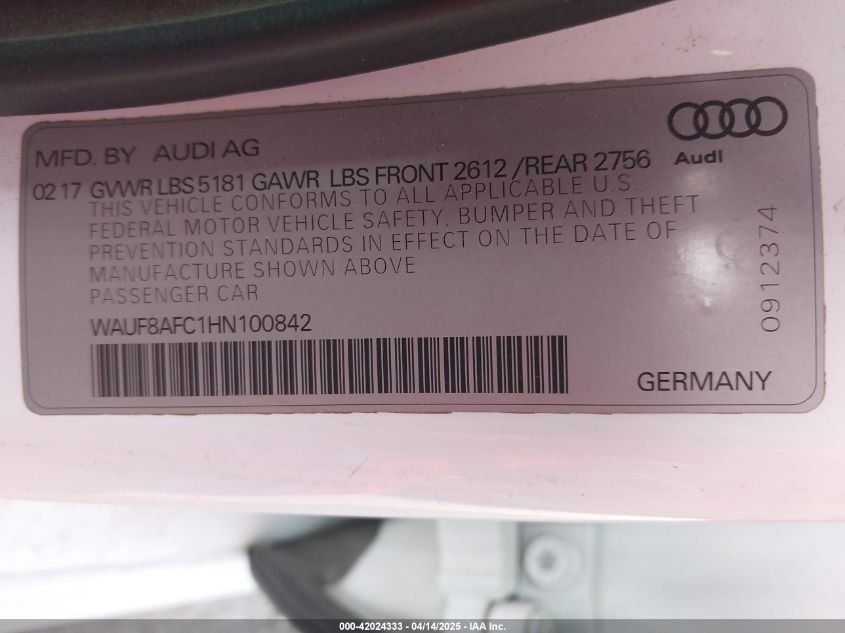 MFD. BY AUDI AG
Audi
02 17 GVWR LBS 5181 GAWR LBS FRONT 2612 /REAR 2756
THIS VEHICLE CONFORMS TO ALL APPLICABLE U.S.
FEDERAL MOTOR VEHICLE SAFETY, BUMPER AND THEFT
PREVENTION STANDARDS IN EFFECT ON THE DATE OF
MANUFACTURE SHOWN ABOVE
PASSENGER CAR
WAUF8AFC1HN100842
0912374
GERMANY
000-42024333 - 04/14/2025 - IAA Inc.